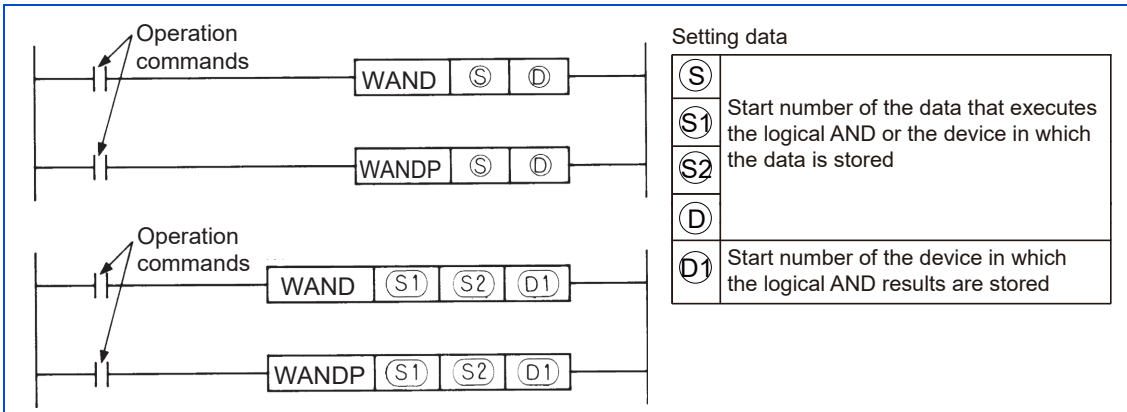 Operation
commands
WAND S D
WANDP S D
Operation
commands
WAND S1 S2 D1
WANDP S1 S2 D1
Setting data
S
S1
S2
D
Start number of the data that executes
the logical AND or the device in which
the data is stored
D1
Start number of the device in which
the logical AND results are stored